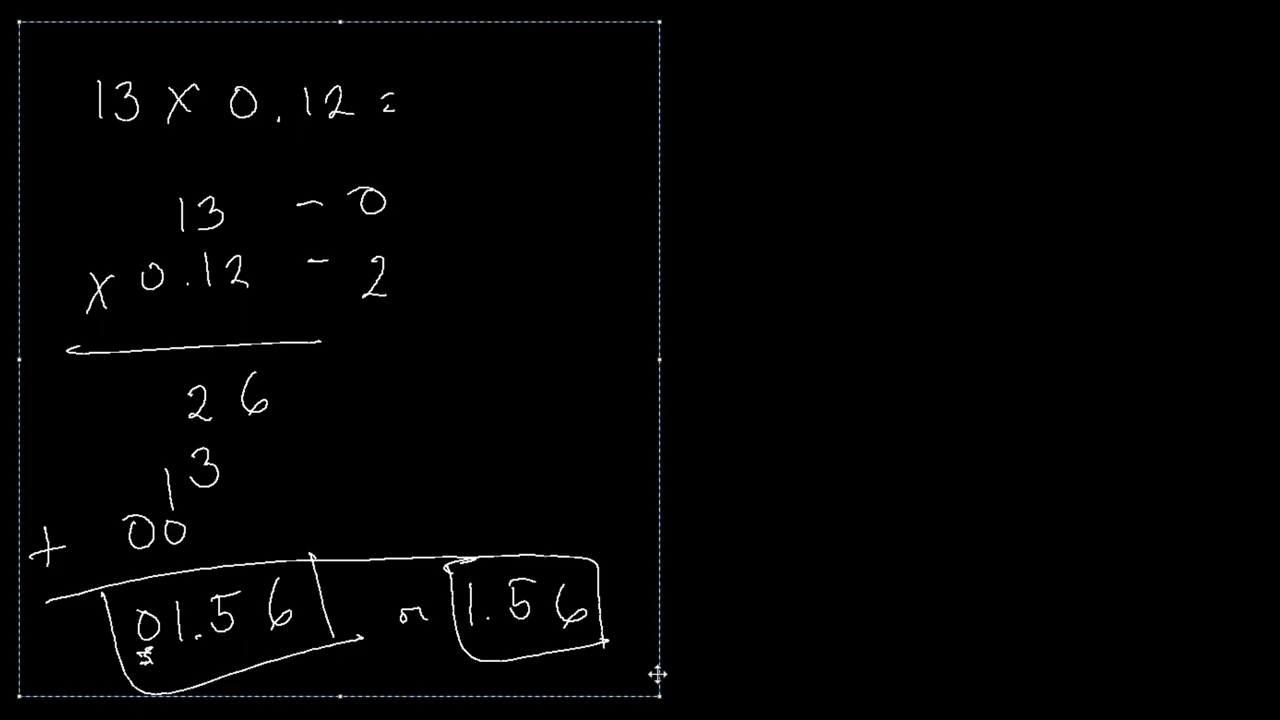 13 x 0.12 =
13 - 0
x 0.12 - 2
26
13
+ 00
01.56 or 1.56